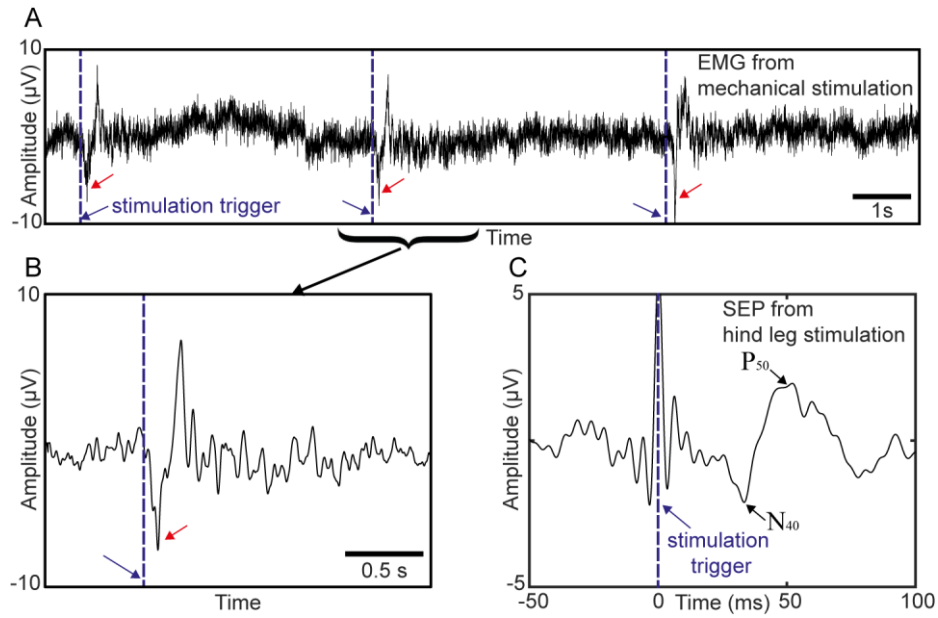 A
10
Amplitude (µV)
-10
EMG from
mechanical stimulation
stimulation trigger
1s
Time
B
10
Amplitude (µV)
-10
0.5 s
Time
C
5
Amplitude (µV)
-5
SEP from
hind leg stimulation
P50
N40
stimulation
trigger
-50 0 Time (ms) 50 100